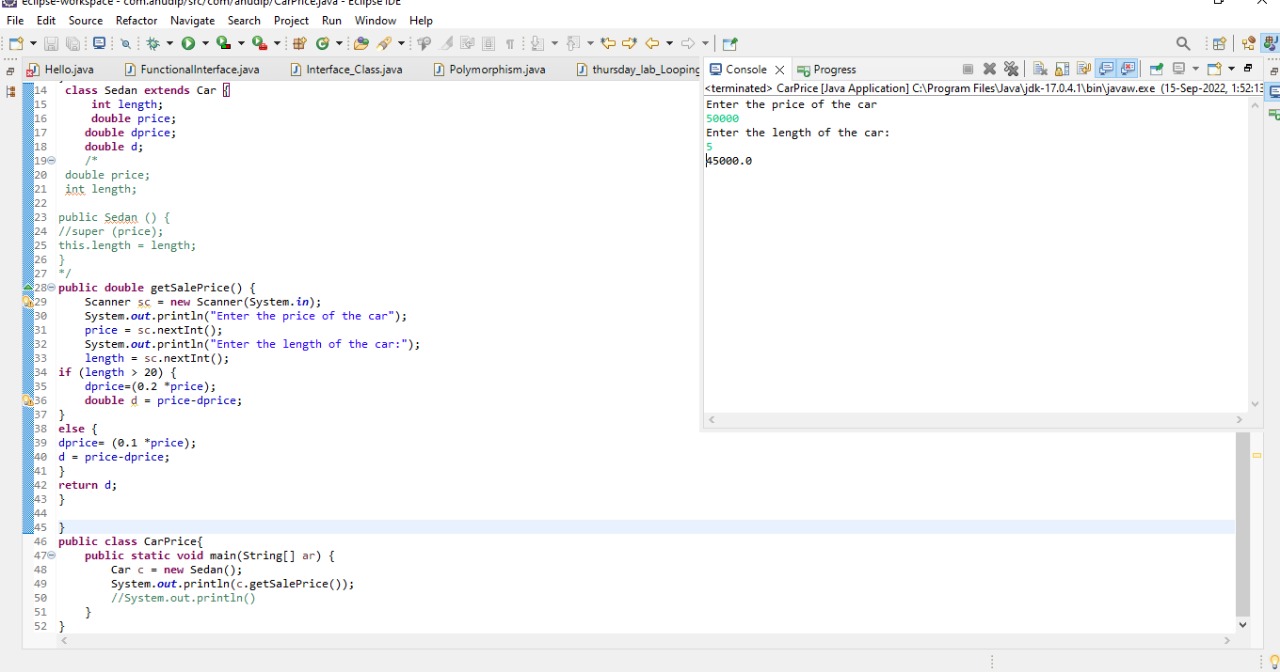 eclipse-workspace - com.anudip/src/com/anudip/CarPrice.java - Eclipse IDE
File Edit Source Refactor Navigate Search Project Run Window Help
Hello.java FunctionalInterface.java Interface_Class.java Polymorphism.java thursday_lab_Looping
Console Progress
<terminated> CarPrice [Java Application] C:\Program Files\Java\jdk-17.0.4.1\bin\javaw.exe (15-Sep-2022, 1:52:13
Enter the price of the car
50000
Enter the length of the car:
5
45000.0
14 class Sedan extends Car {
15 int length;
16 double price;
17 double dprice;
18 double d;
19 /*
20 double price;
21 int length;
22
23 public Sedan () {
24 //super (price);
25 this.length = length;
26 }
27 */
28 public double getSalePrice() {
29 Scanner sc = new Scanner(System.in);
30 System.out.println("Enter the price of the car");
31 price = sc.nextInt();
32 System.out.println("Enter the length of the car:");
33 length = sc.nextInt();
34 if (length > 20) {
35 dprice=(0.2 *price);
36 double d = price-dprice;
37 }
38 else {
39 dprice= (0.1 *price);
40 d = price-dprice;
41 }
42 return d;
43 }
44
45 }
46 public class CarPrice{
47 public static void main(String[] ar) {
48 Car c = new Sedan();
49 System.out.println(c.getSalePrice());
50 //System.out.println()
51 }
52 }